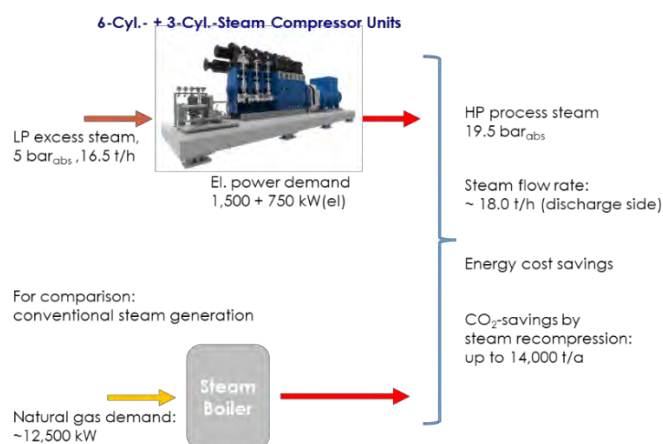 6-Cyl.- + 3-Cyl.-Steam Compressor Units
LP excess steam,
5 bar_abs ,16.5 t/h
El. power demand
1,500 + 750 kW(el)
HP process steam
19.5 bar_abs
Steam flow rate:
~ 18.0 t/h (discharge side)
Energy cost savings
CO₂-savings by
steam recompression:
up to 14,000 t/a
For comparison:
conventional steam generation
Steam
Boiler
Natural gas demand:
~12,500 kW